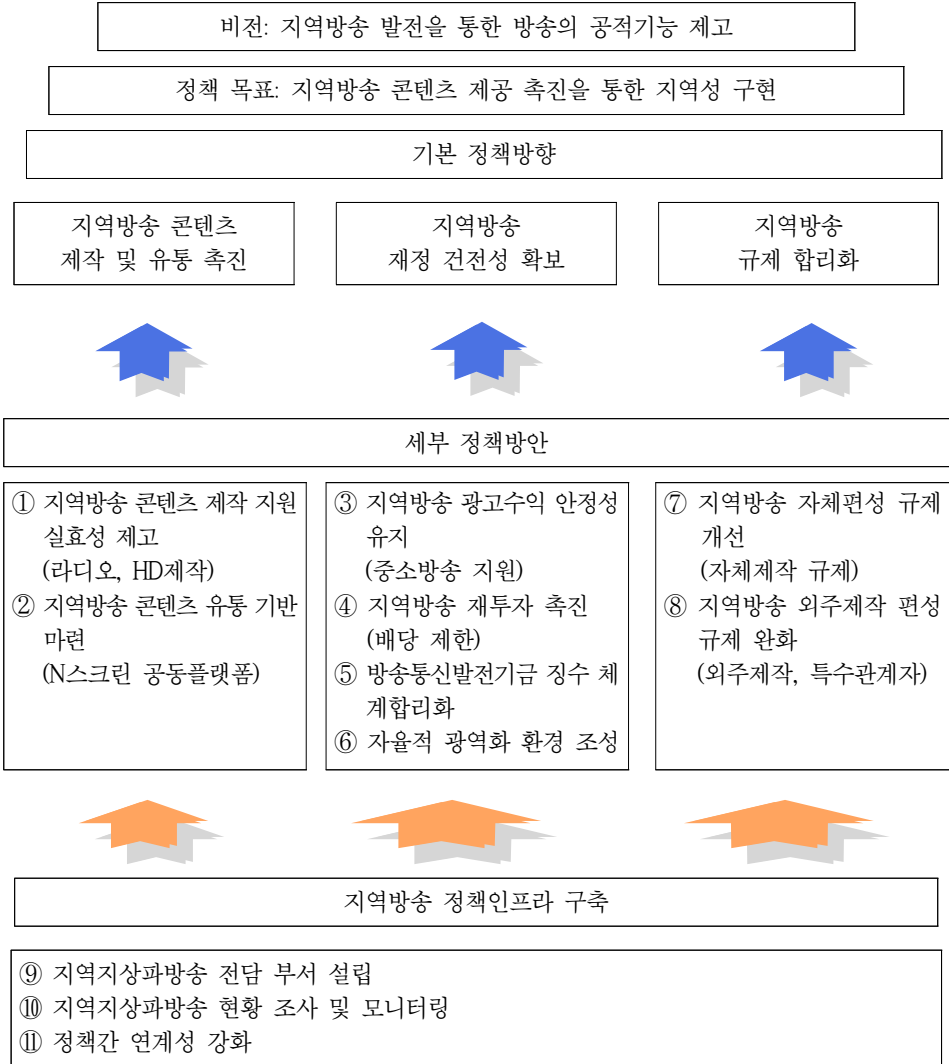 비전: 지역방송 발전을 통한 방송의 공적기능 제고
정책 목표: 지역방송 콘텐츠 제공 촉진을 통한 지역성 구현
기본 정책방향
지역방송 콘텐츠
제작 및 유통 촉진
지역방송
재정 건전성 확보
지역방송
규제 합리화
세부 정책방안
① 지역방송 콘텐츠 제작 지원
실효성 제고
(라디오, HD제작)
② 지역방송 콘텐츠 유통 기반
마련
(N스크린 공동플랫폼)
③ 지역방송 광고수익 안정성
유지
(중소방송 지원)
④ 지역방송 재투자 촉진
(배당 제한)
⑤ 방송통신발전기금 징수 체
계합리화
⑥ 자율적 광역화 환경 조성
⑦ 지역방송 자체편성 규제
개선
(자체제작 규제)
⑧ 지역방송 외주제작 편성
규제 완화
(외주제작, 특수관계자)
지역방송 정책인프라 구축
⑨ 지역지상파방송 전담 부서 설립
⑩ 지역지상파방송 현황 조사 및 모니터링
⑪ 정책간 연계성 강화